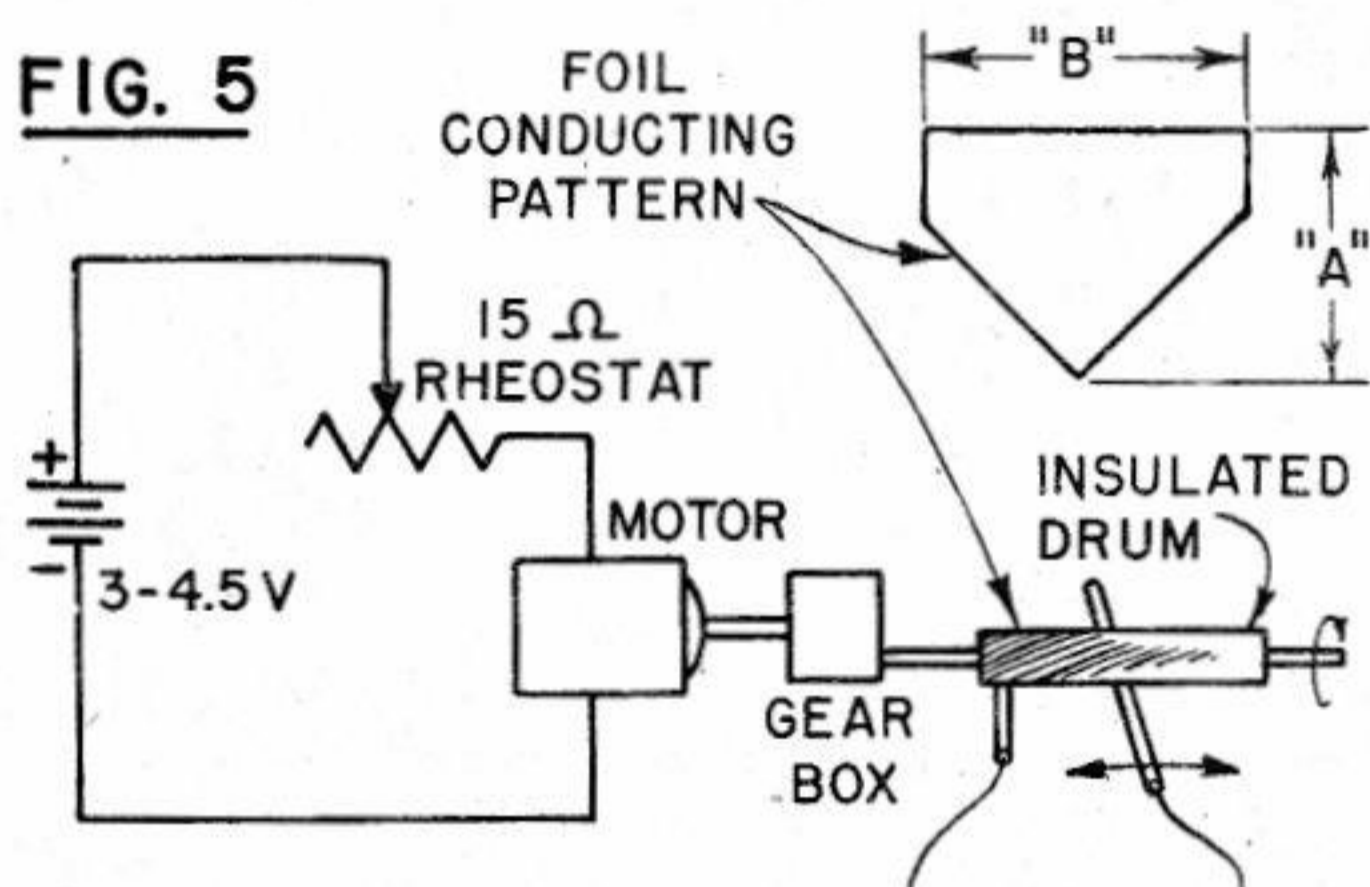 FIG. 5
FOIL
CONDUCTING
PATTERN
"B"
"A"
15 Ω
RHEOSTAT
+
-
3-4.5 V
MOTOR
GEAR
BOX
INSULATED
DRUM